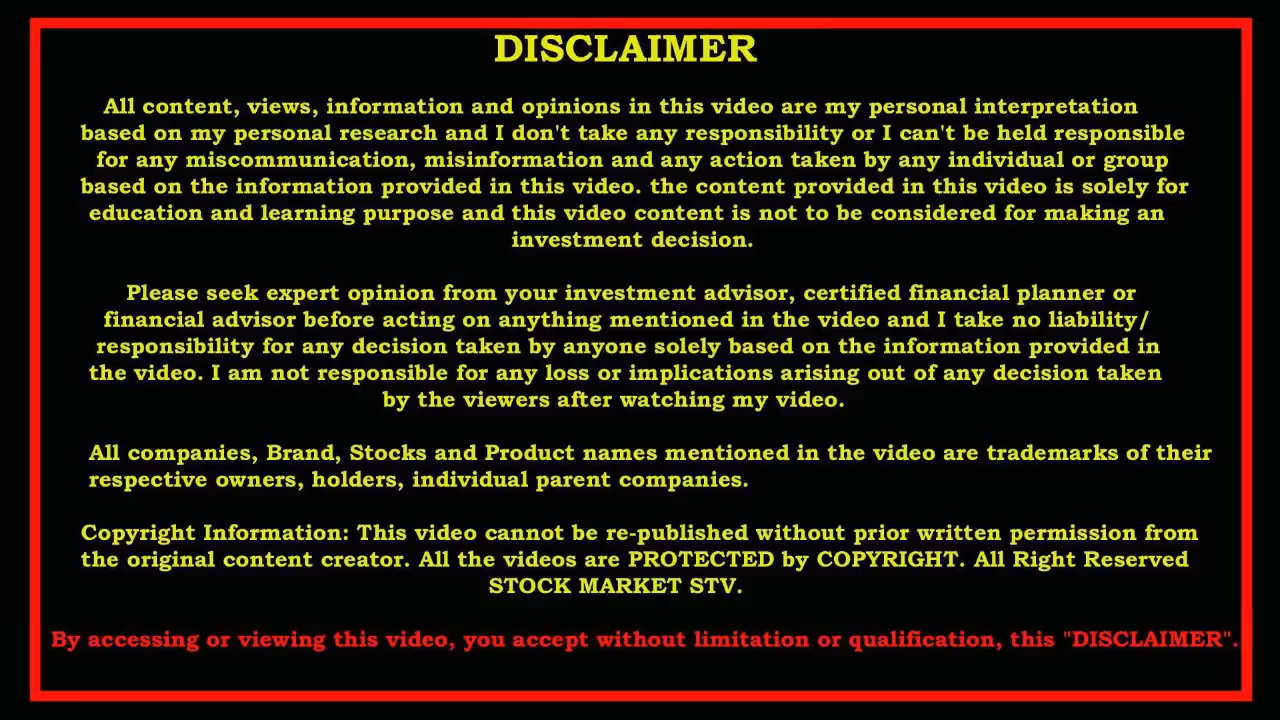 DISCLAIMER
All content, views, information and opinions in this video are my personal interpretation
based on my personal research and I don't take any responsibility or I can't be held responsible
for any miscommunication, misinformation and any action taken by any individual or group
based on the information provided in this video. the content provided in this video is solely for
education and learning purpose and this video content is not to be considered for making an
investment decision.
Please seek expert opinion from your investment advisor, certified financial planner or
financial advisor before acting on anything mentioned in the video and I take no liability/
responsibility for any decision taken by anyone solely based on the information provided in
the video. I am not responsible for any loss or implications arising out of any decision taken
by the viewers after watching my video.
All companies, Brand, Stocks and Product names mentioned in the video are trademarks of their
respective owners, holders, individual parent companies.
Copyright Information: This video cannot be re-published without prior written permission from
the original content creator. All the videos are PROTECTED by COPYRIGHT. All Right Reserved
STOCK MARKET STV.
By accessing or viewing this video, you accept without limitation or qualification, this "DISCLAIMER".